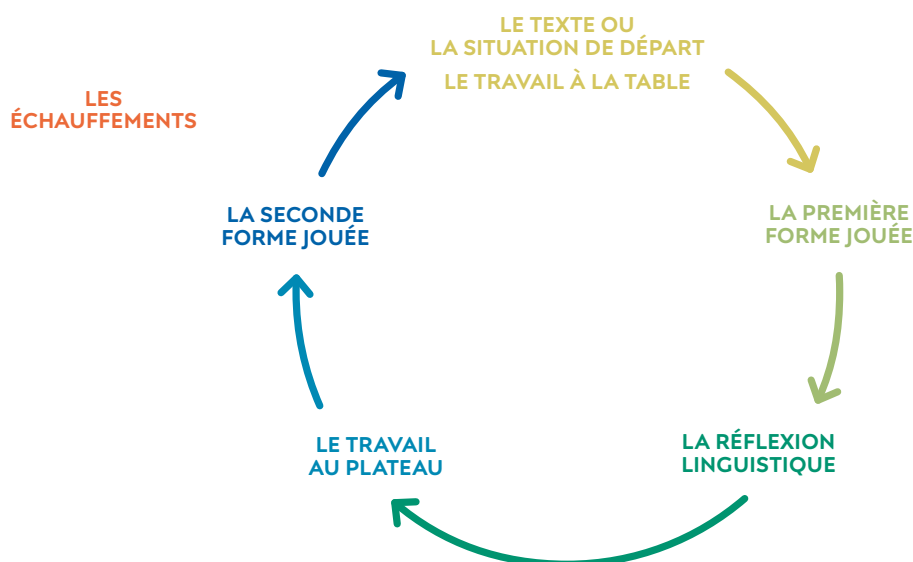 LES
ÉCHAUFFEMENTS
LE TEXTE OU
LA SITUATION DE DÉPART
LE TRAVAIL À LA TABLE
LA PREMIÈRE
FORME JOUÉE
LA RÉFLEXION
LINGUISTIQUE
LE TRAVAIL
AU PLATEAU
LA SECONDE
FORME JOUÉE